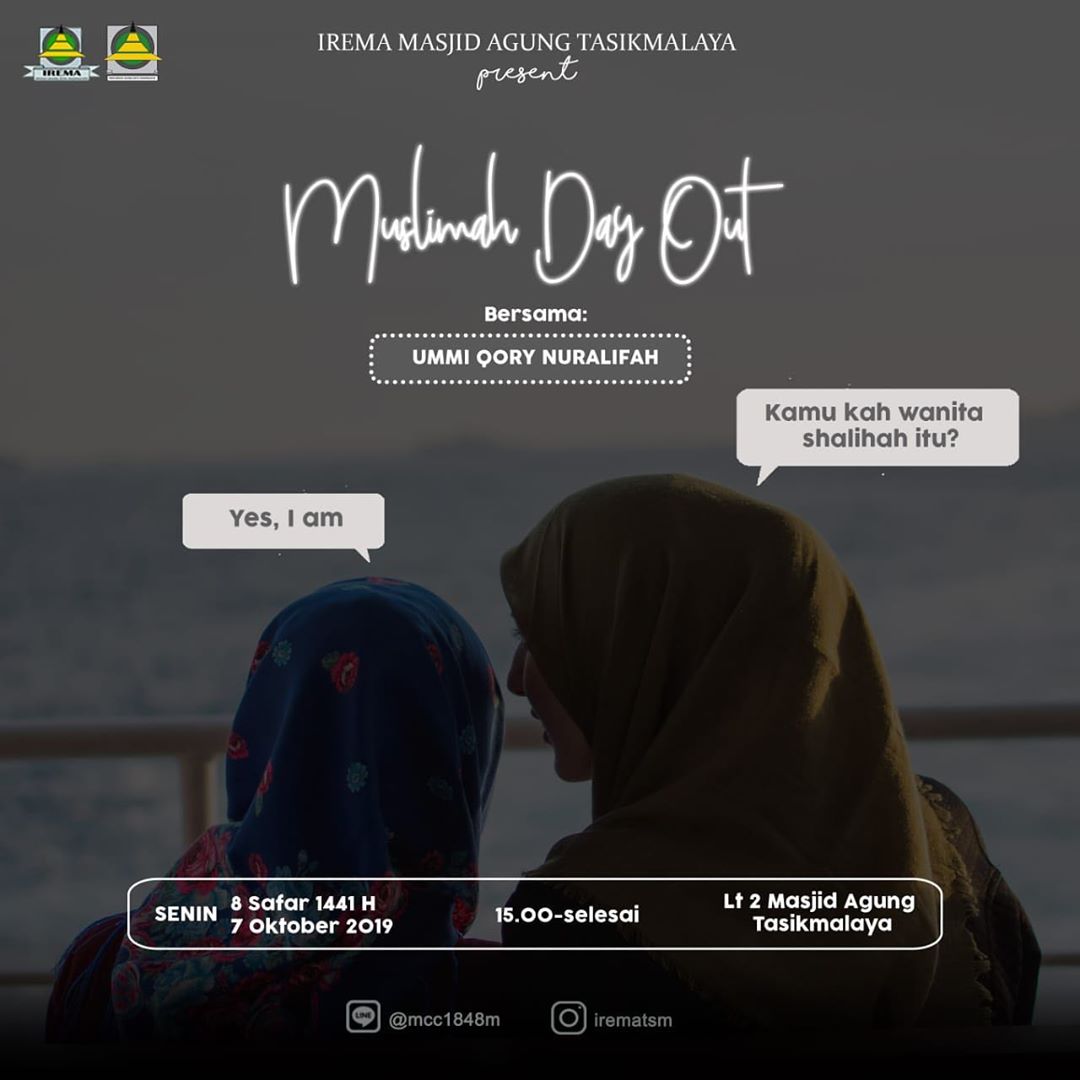 IREMA
IREMA MASJID AGUNG TASIKMALAYA
present
Muslimah Day Out
Bersama:
UMMI QORY NURALIFAH
Kamu kah wanita
shalihah itu?
Yes, I am
SENIN
8 Safar 1441 H
7 Oktober 2019
15.00-selesai
Lt 2 Masjid Agung
Tasikmalaya
LINE
@mcc1848m
irematsm